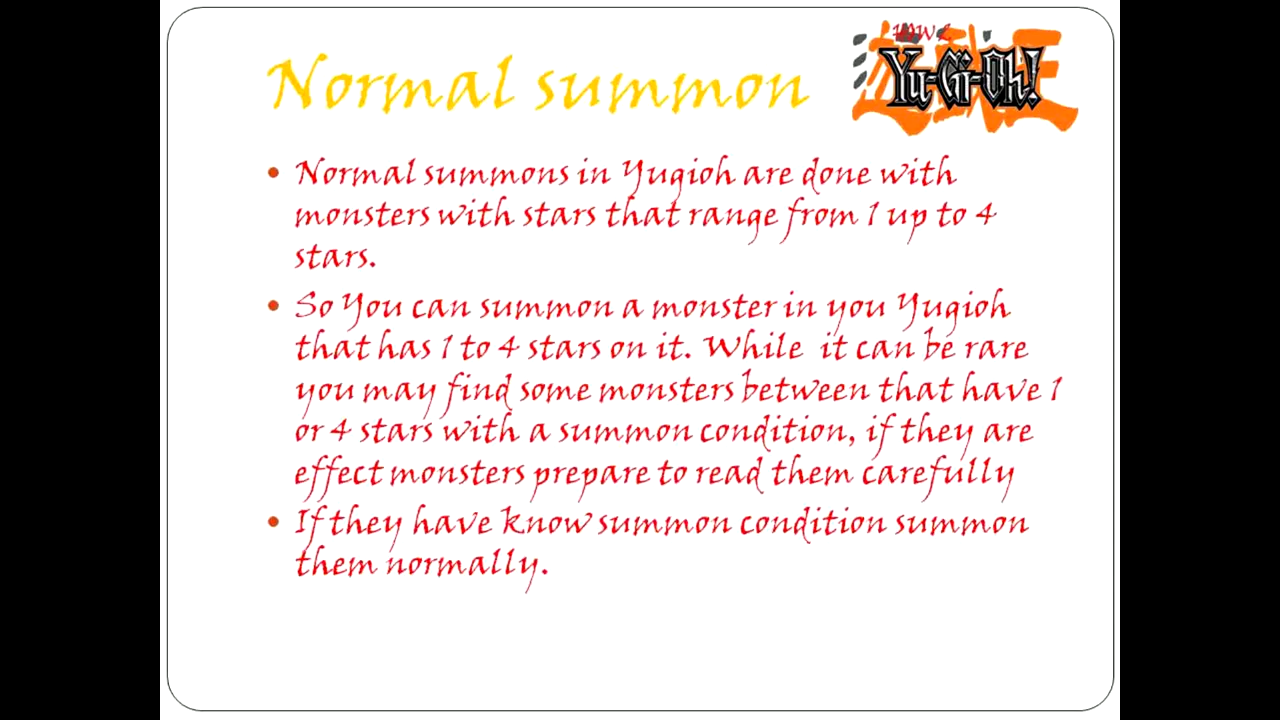 Normal summon
Yu-Gi-Oh!
Normal summons in Yugioh are done with
monsters with stars that range from 1 up to 4
stars.
So You can summon a monster in you Yugioh
that has 1 to 4 stars on it. While it can be rare
you may find some monsters between that have 1
or 4 stars with a summon condition, if they are
effect monsters prepare to read them carefully
If they have know summon condition summon
them normally.